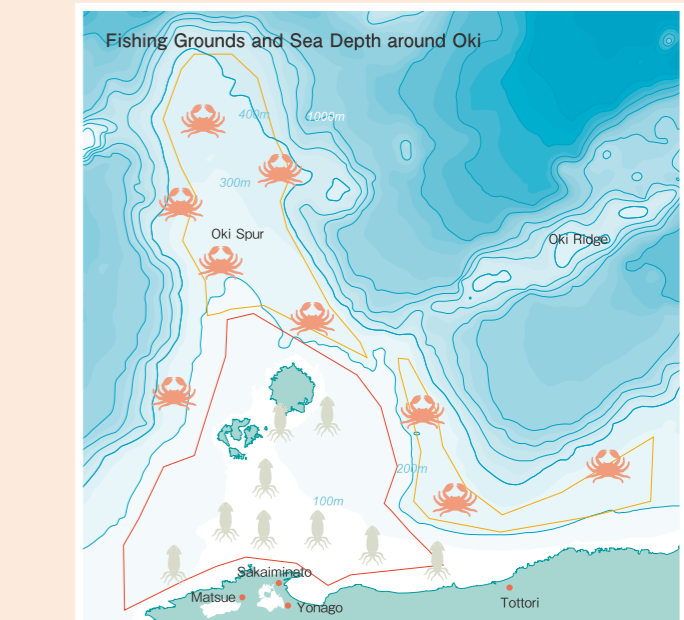 Fishing Grounds and Sea Depth around Oki
400m
1000m
300m
Oki Spur
Oki Ridge
200m
100m
Sakaiminato
Matsue
Yonago
Tottori